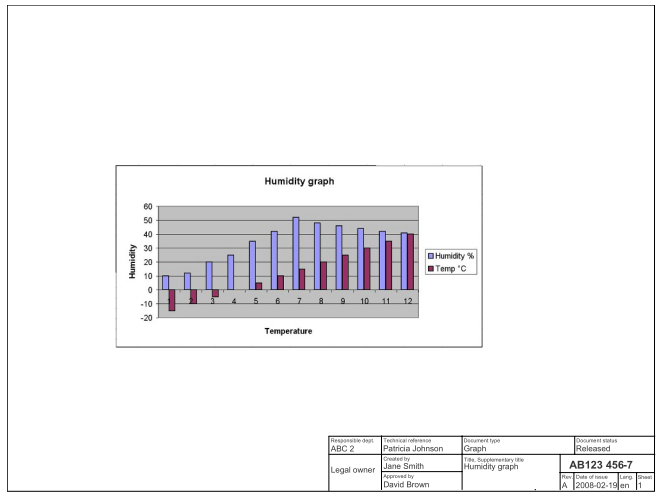 Humidity graph
60
50
40
30
20
10
0
-10
-20
Humidity
1 2 3 4 5 6 7 8 9 10 11 12
Temperature
Humidity %
Temp °C
Responsible dept. Technical reference Document type Document status
ABC 2 Patricia Johnson Graph Released
Legal owner
Created by
Jane Smith
Approved by
David Brown
Title, Supplementary title
Humidity graph
AB123 456-7
Rev. Date of issue Lang. Sheet
A 2008-02-19 en 1